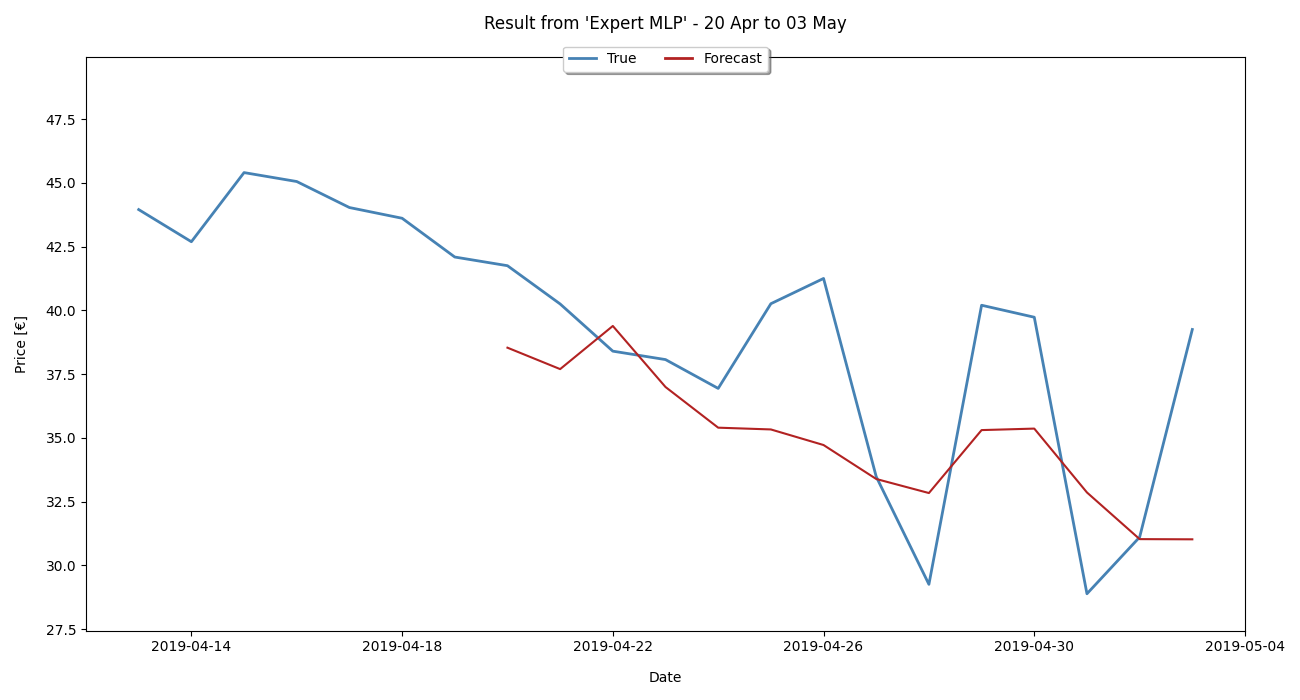 Result from 'Expert MLP' - 20 Apr to 03 May
True Forecast
47.5
45.0
42.5
40.0
37.5
35.0
32.5
30.0
27.5
Price [€]
2019-04-14 2019-04-18 2019-04-22 2019-04-26 2019-04-30 2019-05-04
Date